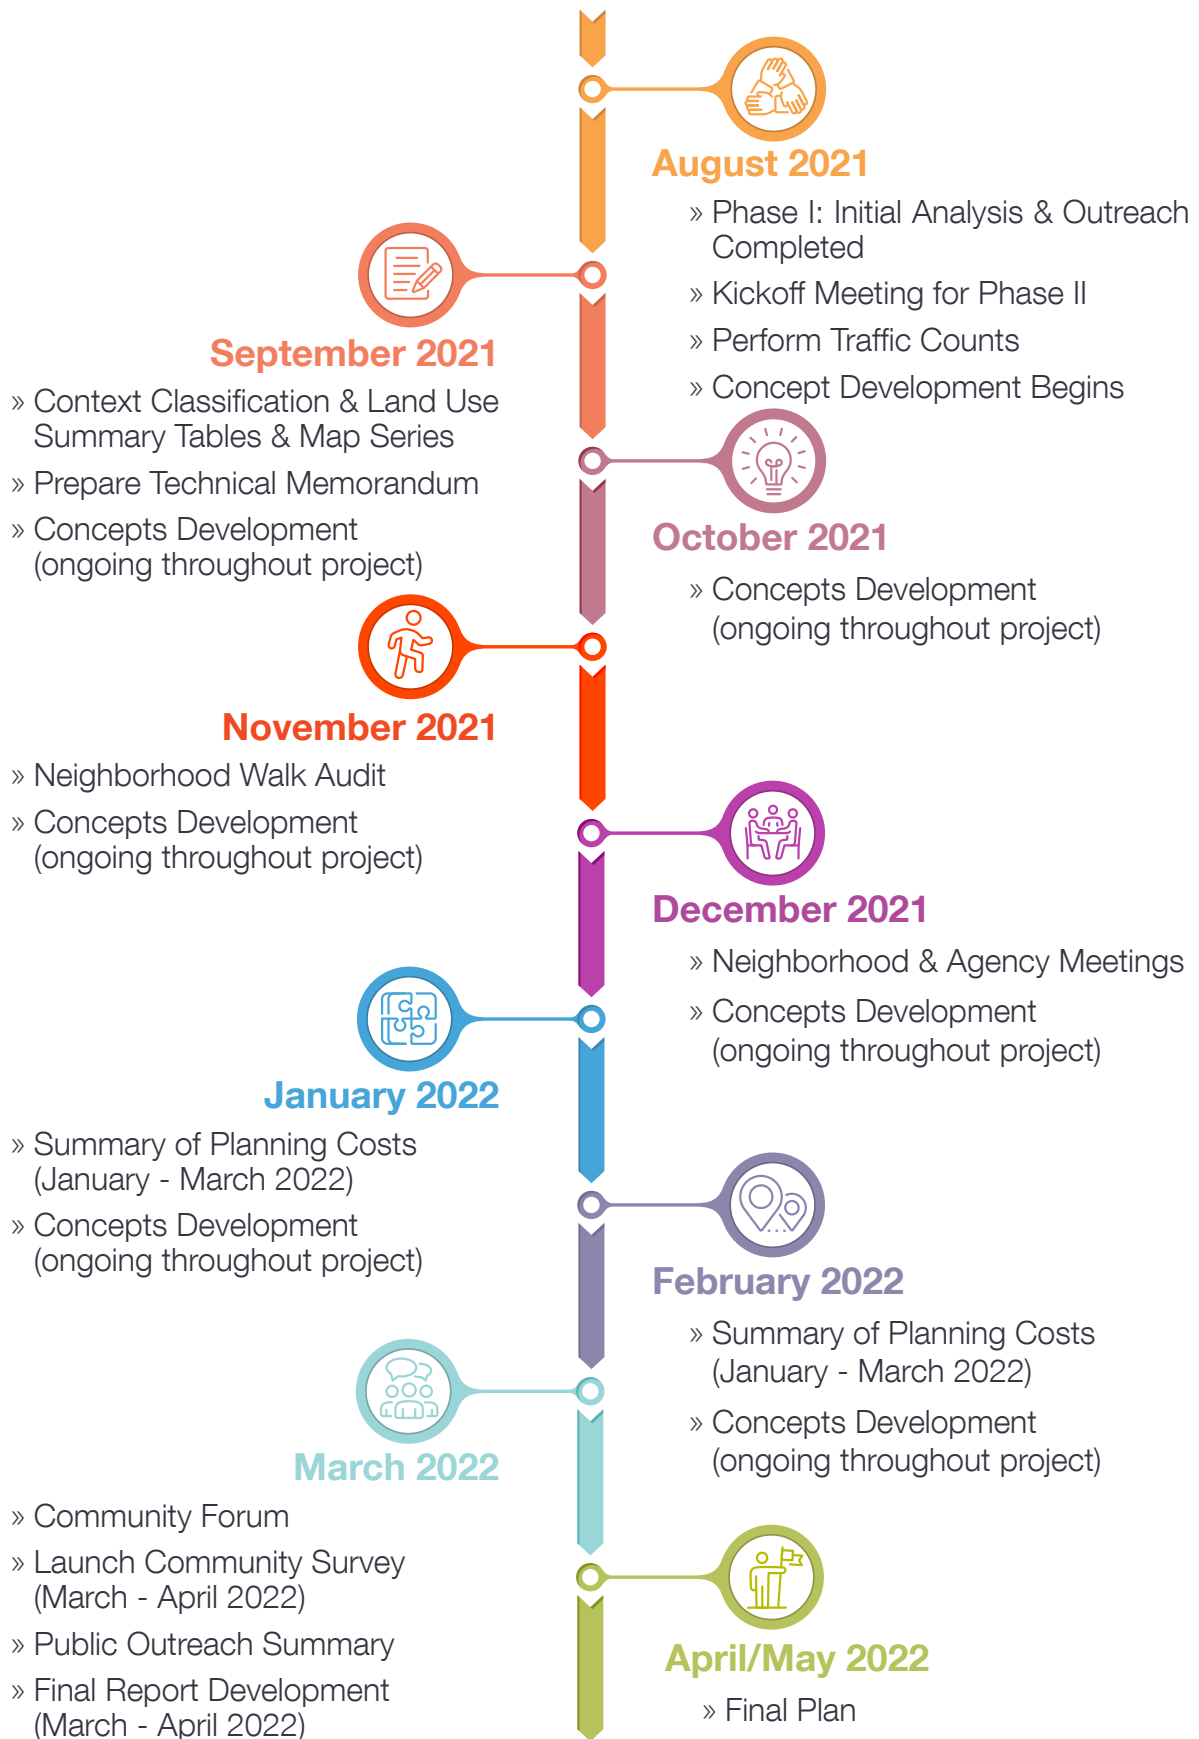 August 2021
» Phase I: Initial Analysis & Outreach
Completed
» Kickoff Meeting for Phase II
» Perform Traffic Counts
» Concept Development Begins
September 2021
» Context Classification & Land Use
Summary Tables & Map Series
» Prepare Technical Memorandum
» Concepts Development
(ongoing throughout project)
October 2021
» Concepts Development
(ongoing throughout project)
November 2021
» Neighborhood Walk Audit
» Concepts Development
(ongoing throughout project)
December 2021
» Neighborhood & Agency Meetings
» Concepts Development
(ongoing throughout project)
January 2022
» Summary of Planning Costs
(January - March 2022)
» Concepts Development
(ongoing throughout project)
February 2022
» Summary of Planning Costs
(January - March 2022)
» Concepts Development
(ongoing throughout project)
March 2022
» Community Forum
» Launch Community Survey
(March - April 2022)
» Public Outreach Summary
» Final Report Development
(March - April 2022)
April/May 2022
» Final Plan